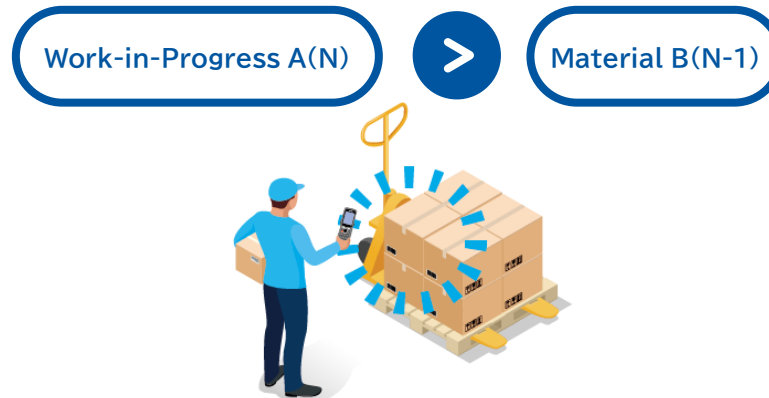 Work-in-Progress A(N)
>
Material B(N-1)